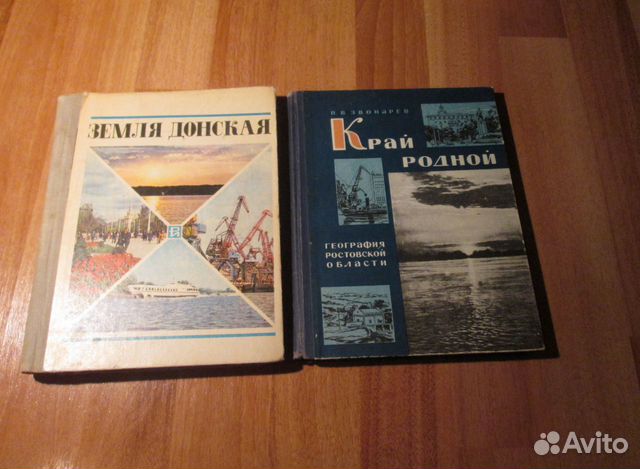 ЗЕМЛЯ ДОНСКАЯ
П.В. ЗВОНАРЕВ
КРАЙ
РОДНОЙ
ГЕОГРАФИЯ
РОСТОВСКОЙ
ОБЛАСТИ
Avito